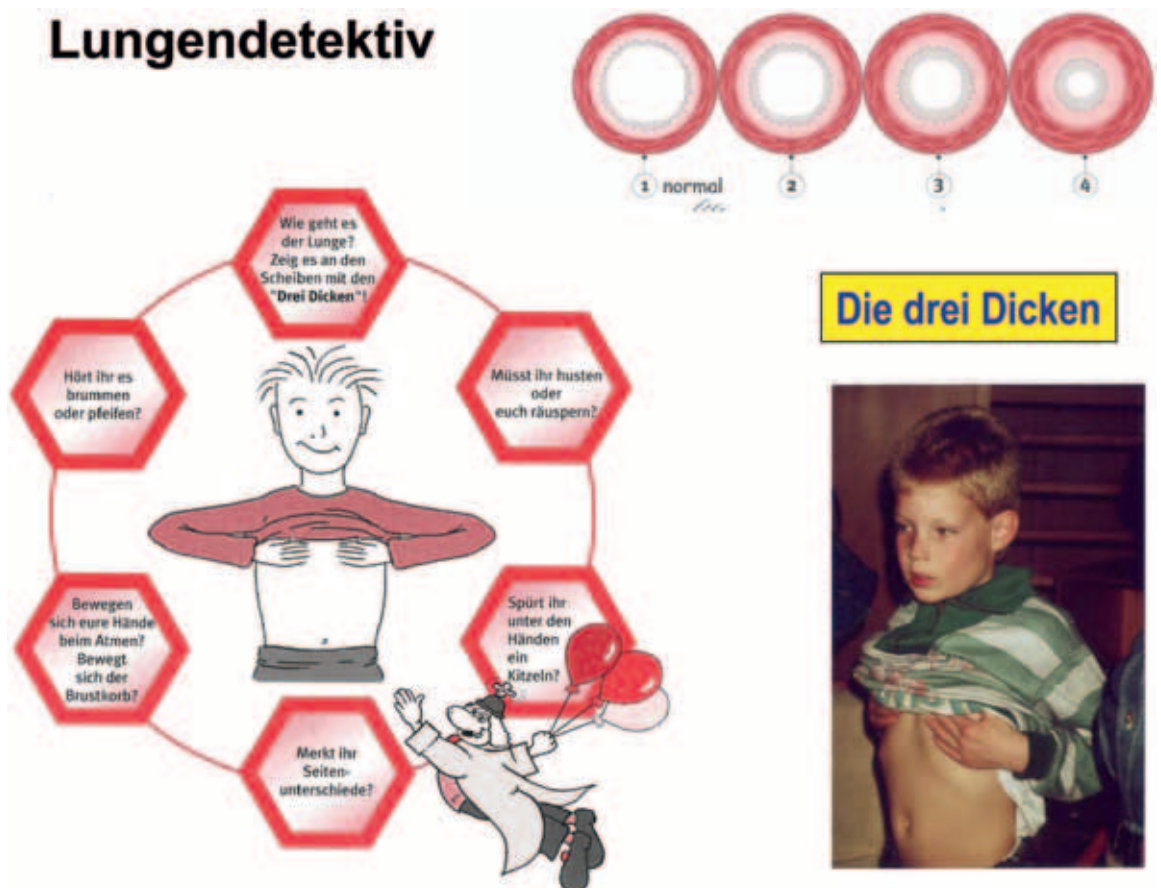 Lungendetektiv
1 normal
2
3
4
Wie geht es
der Lunge?
Zeig es an den
Scheiben mit den
"Drei Dicken"!
Die drei Dicken
Hört ihr es
brummen
oder pfeifen?
Müsst ihr husten
oder
euch räuspern?
Bewegen
sich eure Hände
beim Atmen?
Bewegt
sich der
Brustkorb?
Spürt ihr
unter den
Händen
ein
Kitzeln?
Merkt ihr
Seiten-
unterschiede?